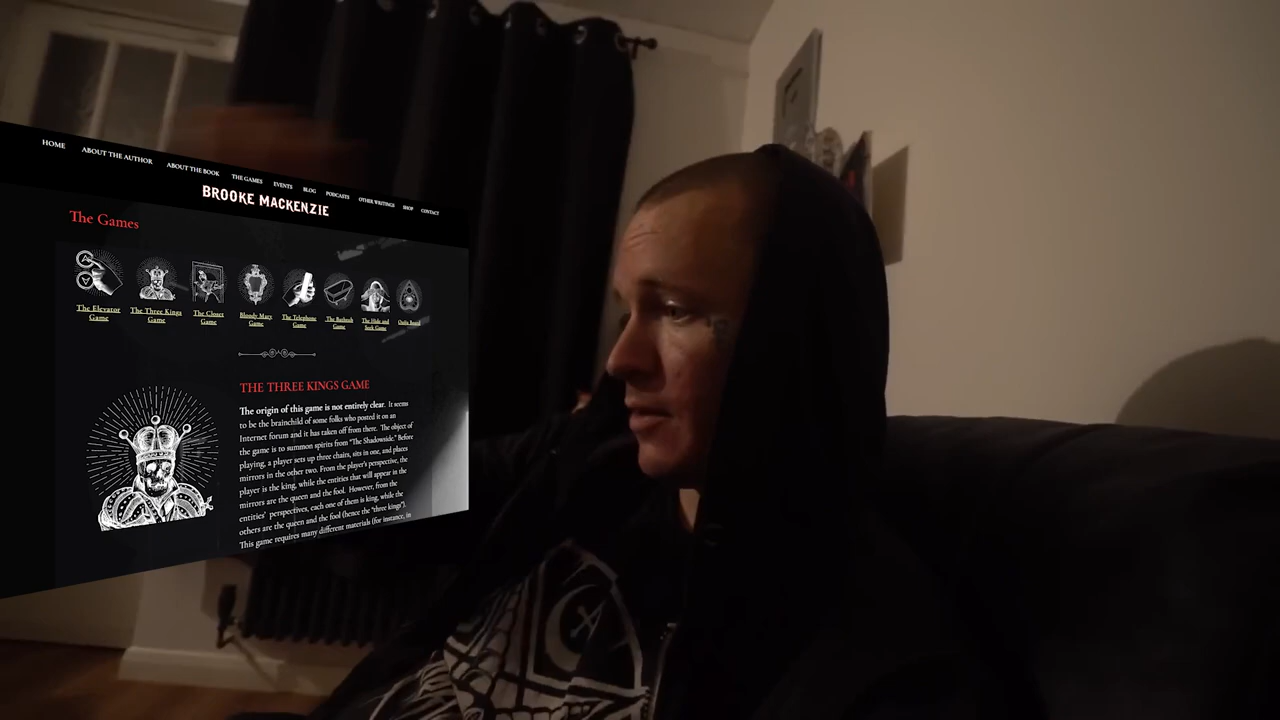 HOME ABOUT THE AUTHOR ABOUT THE BOOK THE GAMES EVENTS BLOG PODCASTS OTHER WRITINGS SHOP CONTACT
BROOKE MACKENZIE
The Games
The Elevator
Game
The Three Kings
Game
The Closet
Game
Bloody Mary
Game
The Telephone
Game
The Bathtub
Game
The Hide and
Seek Game
Ouija Board
THE THREE KINGS GAME
The origin of this game is not entirely clear. It seems
to be the brainchild of some folks who posted it on an
Internet forum and it has taken off from there. The object of
the game is to summon spirits from "The Shadowside." Before
playing, a player sets up three chairs, sits in one, and places
mirrors in the other two. From the player's perspective, the
player is the king, while the entities that will appear in the
mirrors are the queen and the fool. However, from the
entities' perspectives, each one of them is king, while the
others are the queen and the fool (hence the "three kings").
This game requires many different materials (for instance, in